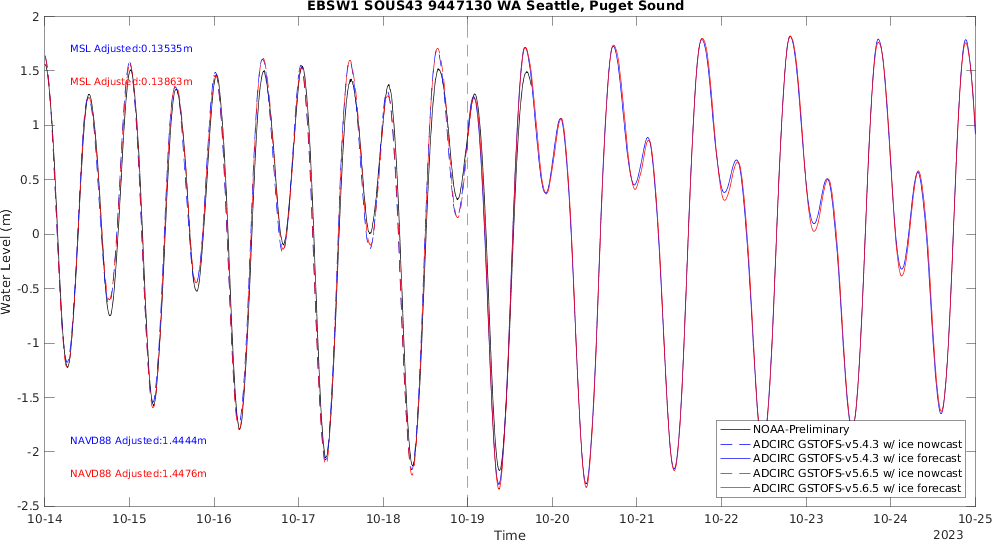 EBSW1 SOUS43 9447130 WA Seattle, Puget Sound
2
1.5
1
0.5
0
-0.5
-1
-1.5
-2
-2.5
Water Level (m)
MSL Adjusted:0.13535m
MSL Adjusted:0.13863m
NAVD88 Adjusted:1.4444m
NAVD88 Adjusted:1.4476m
NOAA-Preliminary
ADCIRC GSTOFS-v5.4.3 w/ ice nowcast
ADCIRC GSTOFS-v5.4.3 w/ ice forecast
ADCIRC GSTOFS-v5.6.5 w/ ice nowcast
ADCIRC GSTOFS-v5.6.5 w/ ice forecast
10-14 10-15 10-16 10-17 10-18 10-19 10-20 10-21 10-22 10-23 10-24 10-25
Time
2023